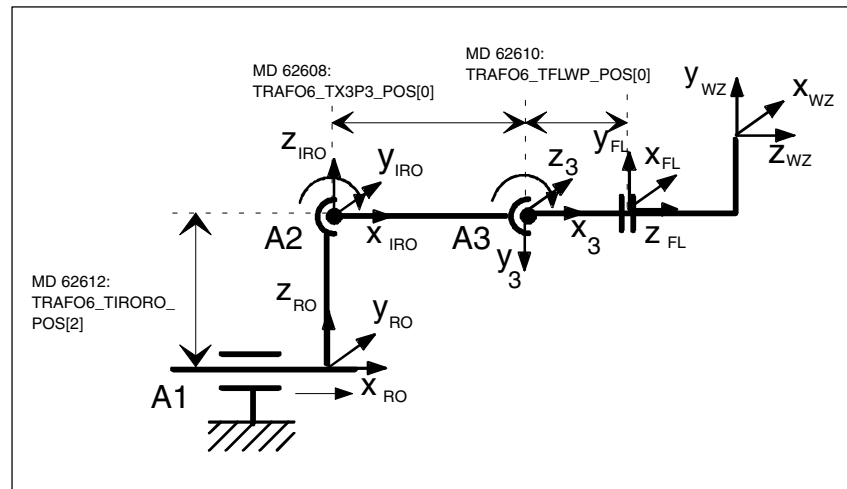 MD 62608:
TRAFO6_TX3P3_POS[0]
MD 62610:
TRAFO6_TFLWP_POS[0]
y WZ
x WZ
z WZ
z IRO
y IRO
x IRO
A2
z 3
x 3
y 3
A3
y FL
x FL
z FL
MD 62612:
TRAFO6_TIRORO_
POS[2]
z RO
y RO
x RO
A1